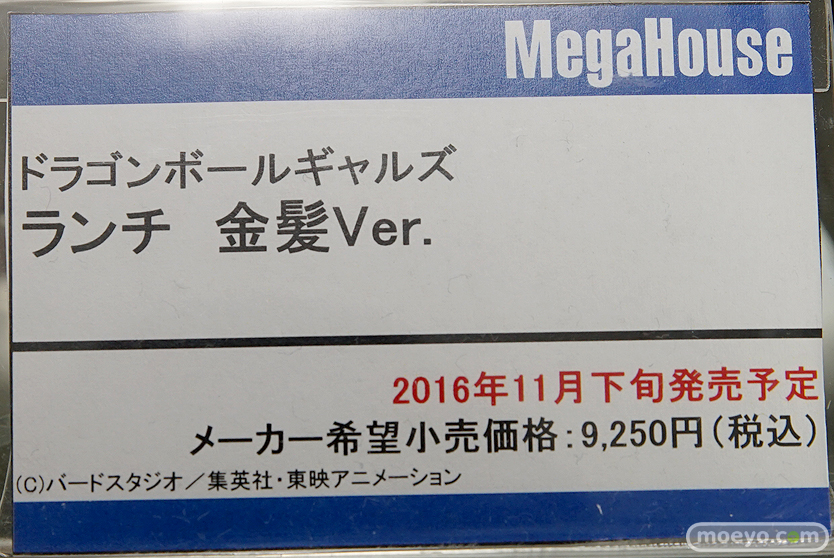 MegaHouse
ドラゴンボールギャルズ
ランチ 金髪Ver.
2016年11月下旬発売予定
メーカー希望小売価格:9,250円(税込)
(C)バードスタジオ/集英社・東映アニメーション
moeyo.com